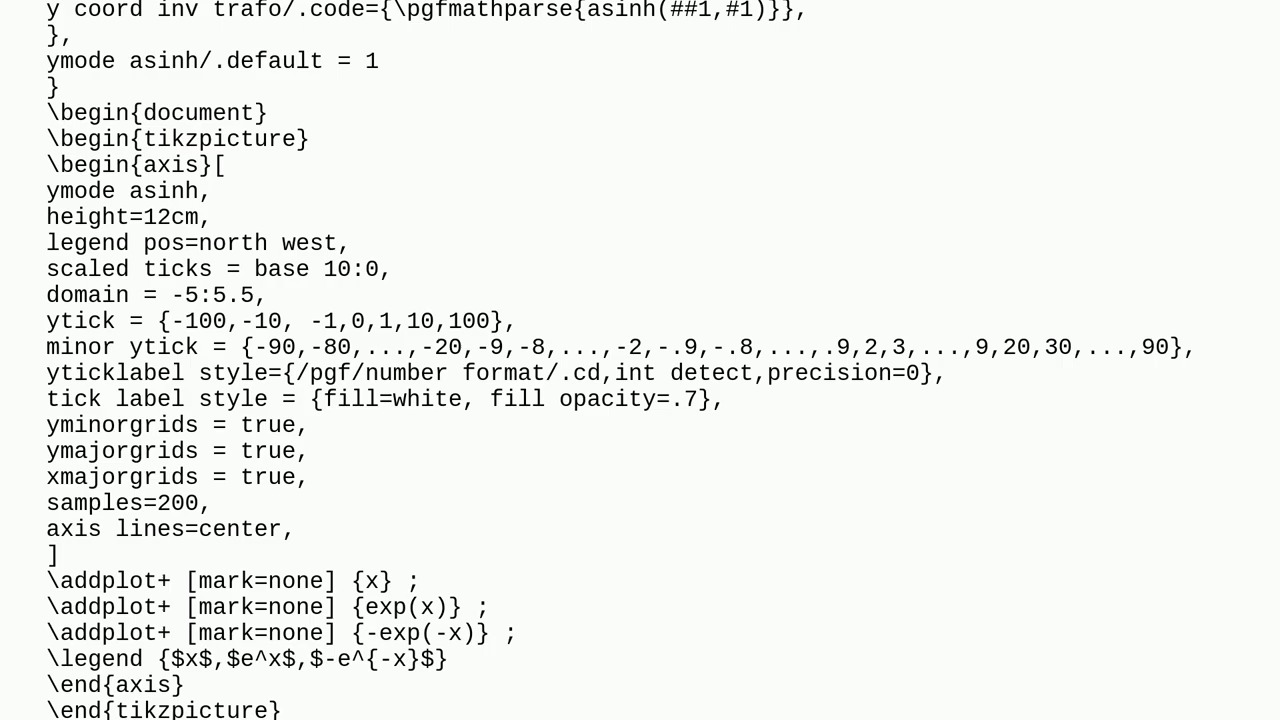 y coord inv trafo/.code={\pgfmathparse{asinh(##1,#1)}},
},
ymode asinh/.default = 1
}
\begin{document}
\begin{tikzpicture}
\begin{axis}[
ymode asinh,
height=12cm,
legend pos=north west,
scaled ticks = base 10:0,
domain = -5:5.5,
ytick = {-100,-10, -1,0,1,10,100},
minor ytick = {-90,-80,...,-20,-9,-8,...,-2,-.9,-.8,...,.9,2,3,...,9,20,30,...,90},
yticklabel style={/pgf/number format/.cd,int detect,precision=0},
tick label style = {fill=white, fill opacity=.7},
yminorgrids = true,
ymajorgrids = true,
xmajorgrids = true,
samples=200,
axis lines=center,
]
\addplot+ [mark=none] {x} ;
\addplot+ [mark=none] {exp(x)} ;
\addplot+ [mark=none] {-exp(-x)} ;
\legend {$x$,$e^x$,$-e^{-x}$}
\end{axis}
\end{tikzpicture}